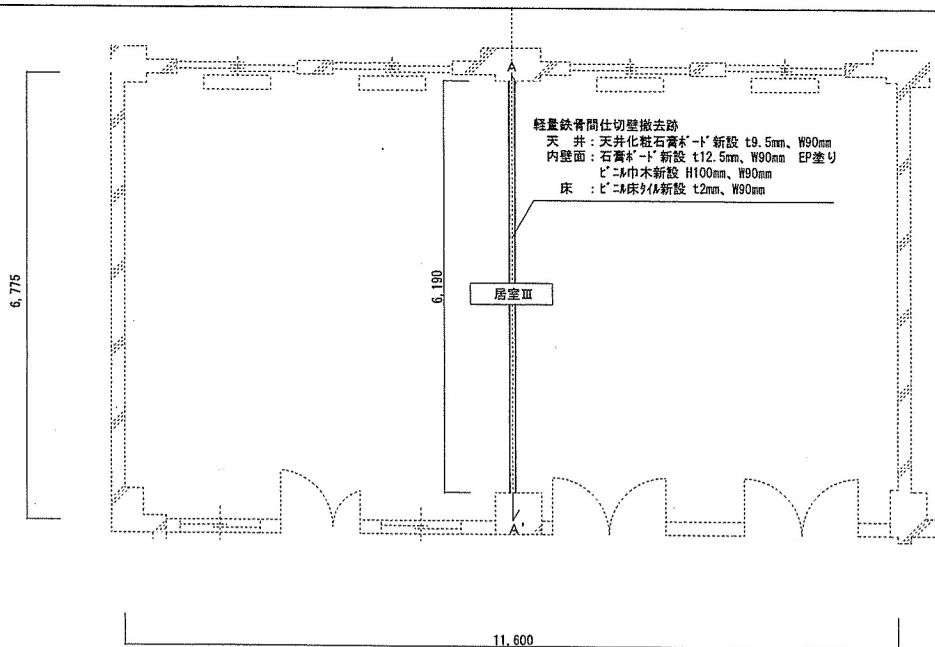 A
軽量鉄骨間仕切壁撤去跡
天　井：天井化粧石膏ボード新設 t9.5mm、W90mm
内壁面：石膏ボード新設 t12.5mm、W90mm　EP塗り
ビニル巾木新設 H100mm、W90mm
床　：ビニル床タイル新設 t2mm、W90mm
6,775
6,190
居室Ⅲ
A'
11,600